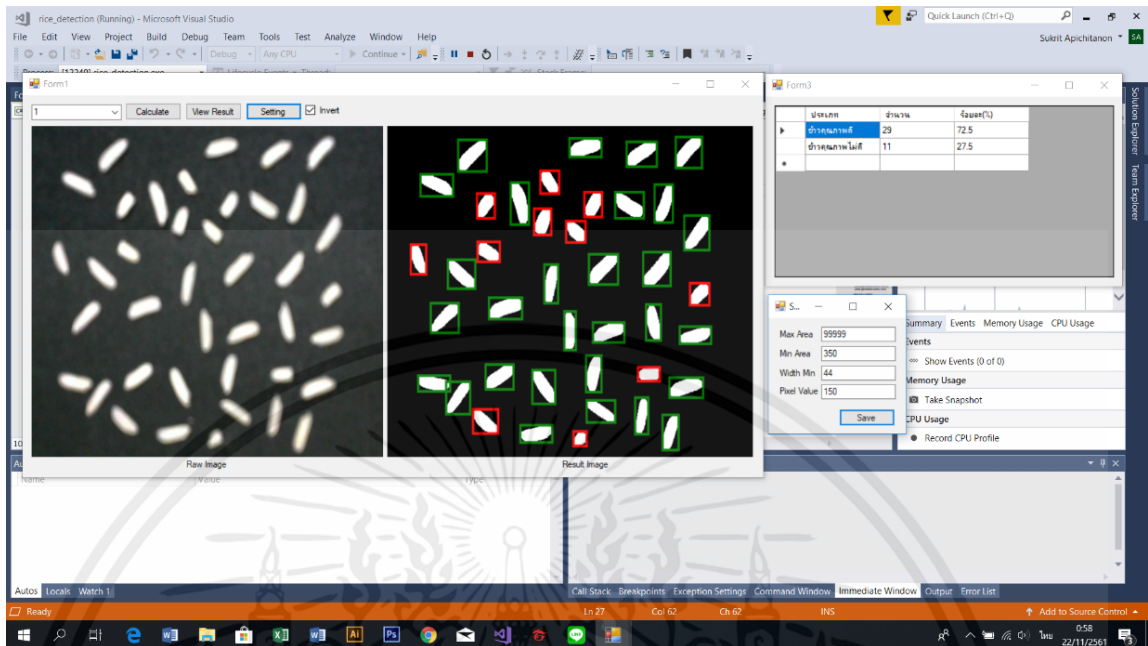 rice_detection (Running) - Microsoft Visual Studio
Quick Launch (Ctrl+Q)
File Edit View Project Build Debug Team Tools Test Analyze Window Help
Sukrit Apichitanon SA
Debug Any CPU Continue
Form1
1 Calculate View Result Setting Invert
Raw Image
Result Image
Form3
ประเภท จำนวน ร้อยละ(%)
ข้าวคุณภาพดี 29 72.5
ข้าวคุณภาพไม่ดี 11 27.5
S...
Max Area 99999
Min Area 350
Width Min 44
Pixel Value 150
Save
Solution Explorer
Team Explorer
Summary Events Memory Usage CPU Usage
Events
Show Events (0 of 0)
Memory Usage
Take Snapshot
CPU Usage
Record CPU Profile
Name Value Type
Autos Locals Watch 1
Call Stack Breakpoints Exception Settings Command Window Immediate Window Output Error List
Ready
Ln 27 Col 62 Ch 62 INS
Add to Source Control
ไทย
0:58
22/11/2561